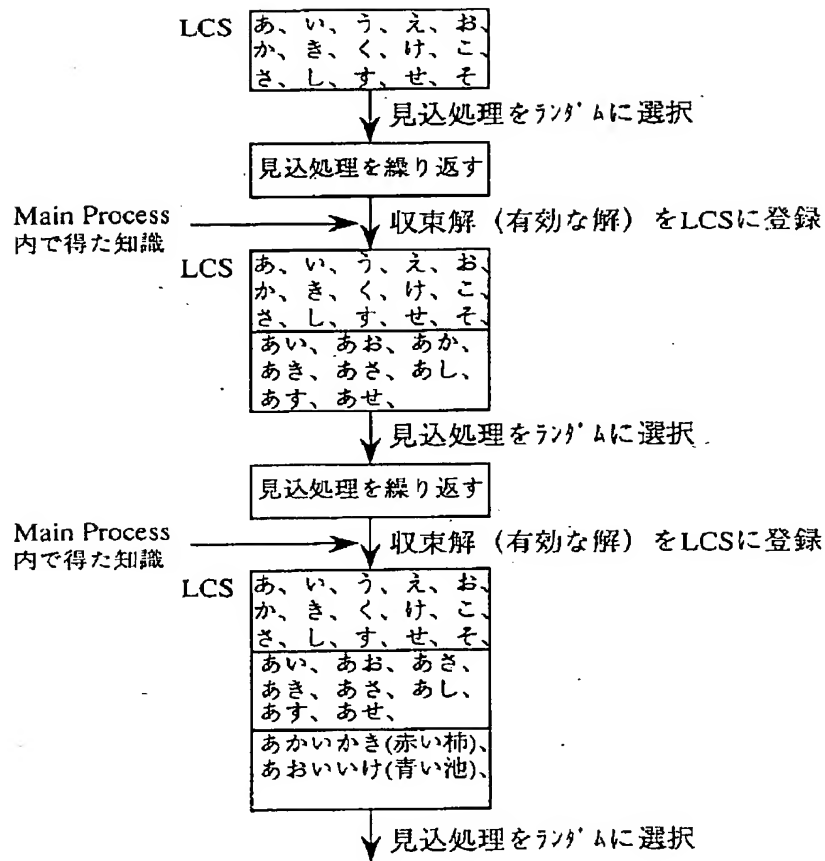 LCS
あ、い、う、え、お、
か、き、く、け、こ、
さ、し、す、せ、そ
見込処理をランダムに選択
見込処理を繰り返す
Main Process
内で得た知識
収束解（有効な解）をLCSに登録
LCS
あ、い、う、え、お、
か、き、く、け、こ、
さ、し、す、せ、そ、
あい、あお、あか、
あき、あさ、あし、
あす、あせ、
見込処理をランダムに選択
見込処理を繰り返す
Main Process
内で得た知識
収束解（有効な解）をLCSに登録
LCS
あ、い、う、え、お、
か、き、く、け、こ、
さ、し、す、せ、そ、
あい、あお、あさ、
あき、あさ、あし、
あす、あせ、
あかいかき(赤い柿)、
あおいいけ(青い池)、
見込処理をランダムに選択